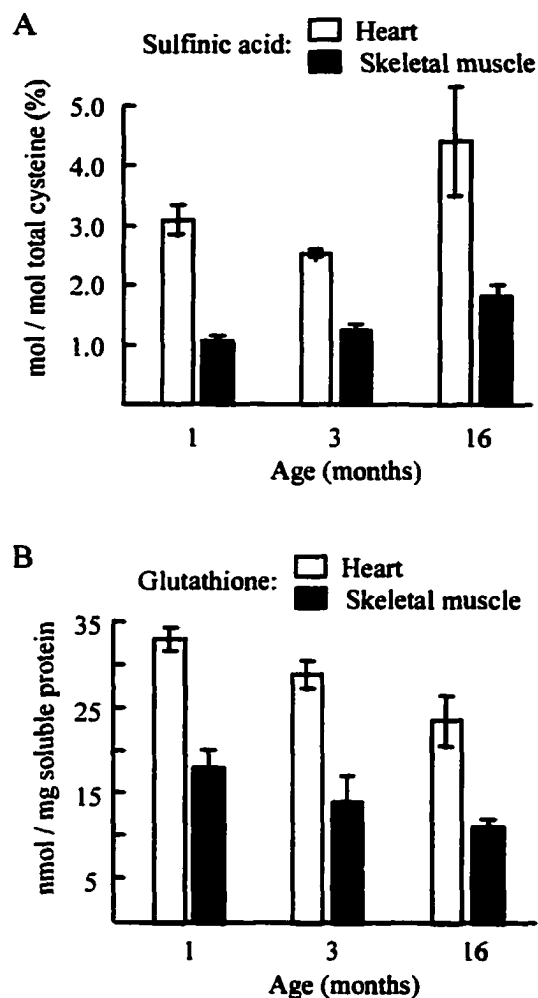 A
Sulfinic acid: Heart
Skeletal muscle
mol / mol total cysteine (%)
5.0
4.0
3.0
2.0
1.0
1 3 16
Age (months)
B
Glutathione: Heart
Skeletal muscle
nmol / mg soluble protein
35
25
15
5
1 3 16
Age (months)